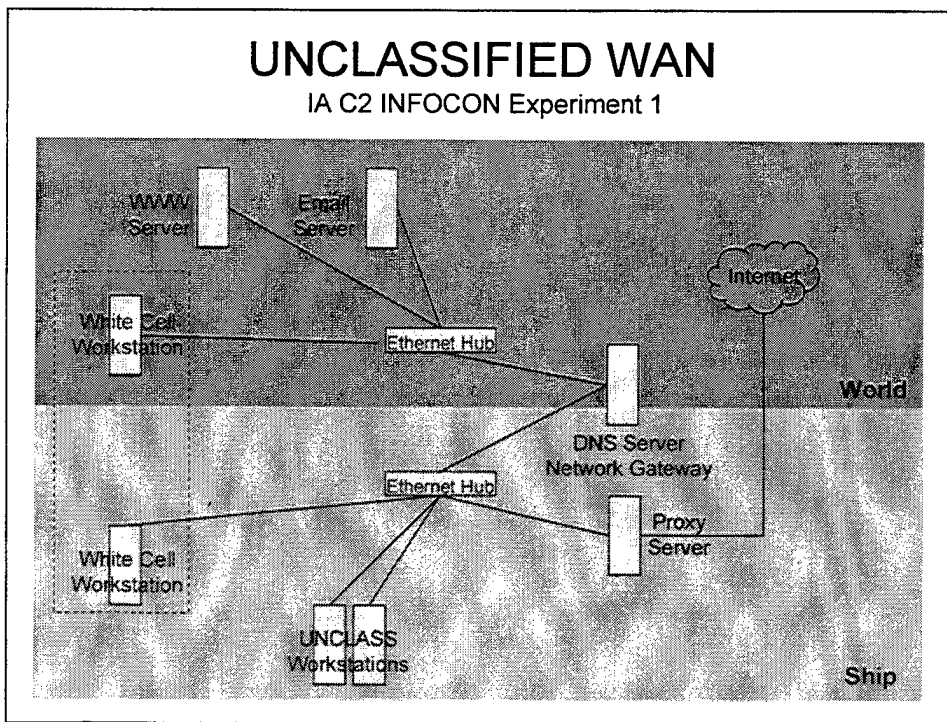 UNCLASSIFIED WAN
IA C2 INFOCON Experiment 1
WWW
Server
Email
Server
Internet
White Cell
Workstation
Ethernet Hub
World
DNS Server
Network Gateway
Ethernet Hub
Proxy
Server
White Cell
Workstation
UNCLASS
Workstations
Ship